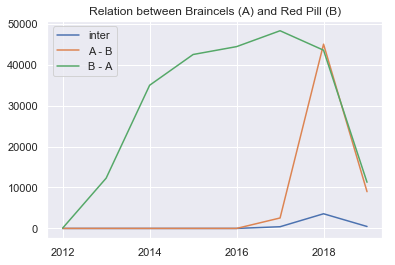 Relation between Braincels (A) and Red Pill (B)
50000
40000
30000
20000
10000
0
inter
A - B
B - A
2012
2014
2016
2018